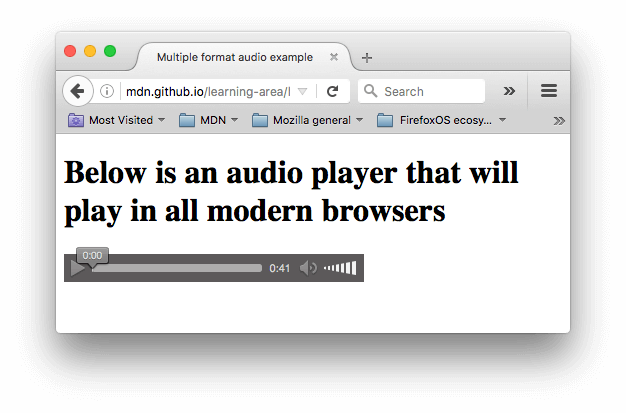 Multiple format audio example
mdn.github.io/learning-area/
Search
Most Visited
MDN
Mozilla general
FirefoxOS ecosy...
Below is an audio player that will
play in all modern browsers
0:00
0:41